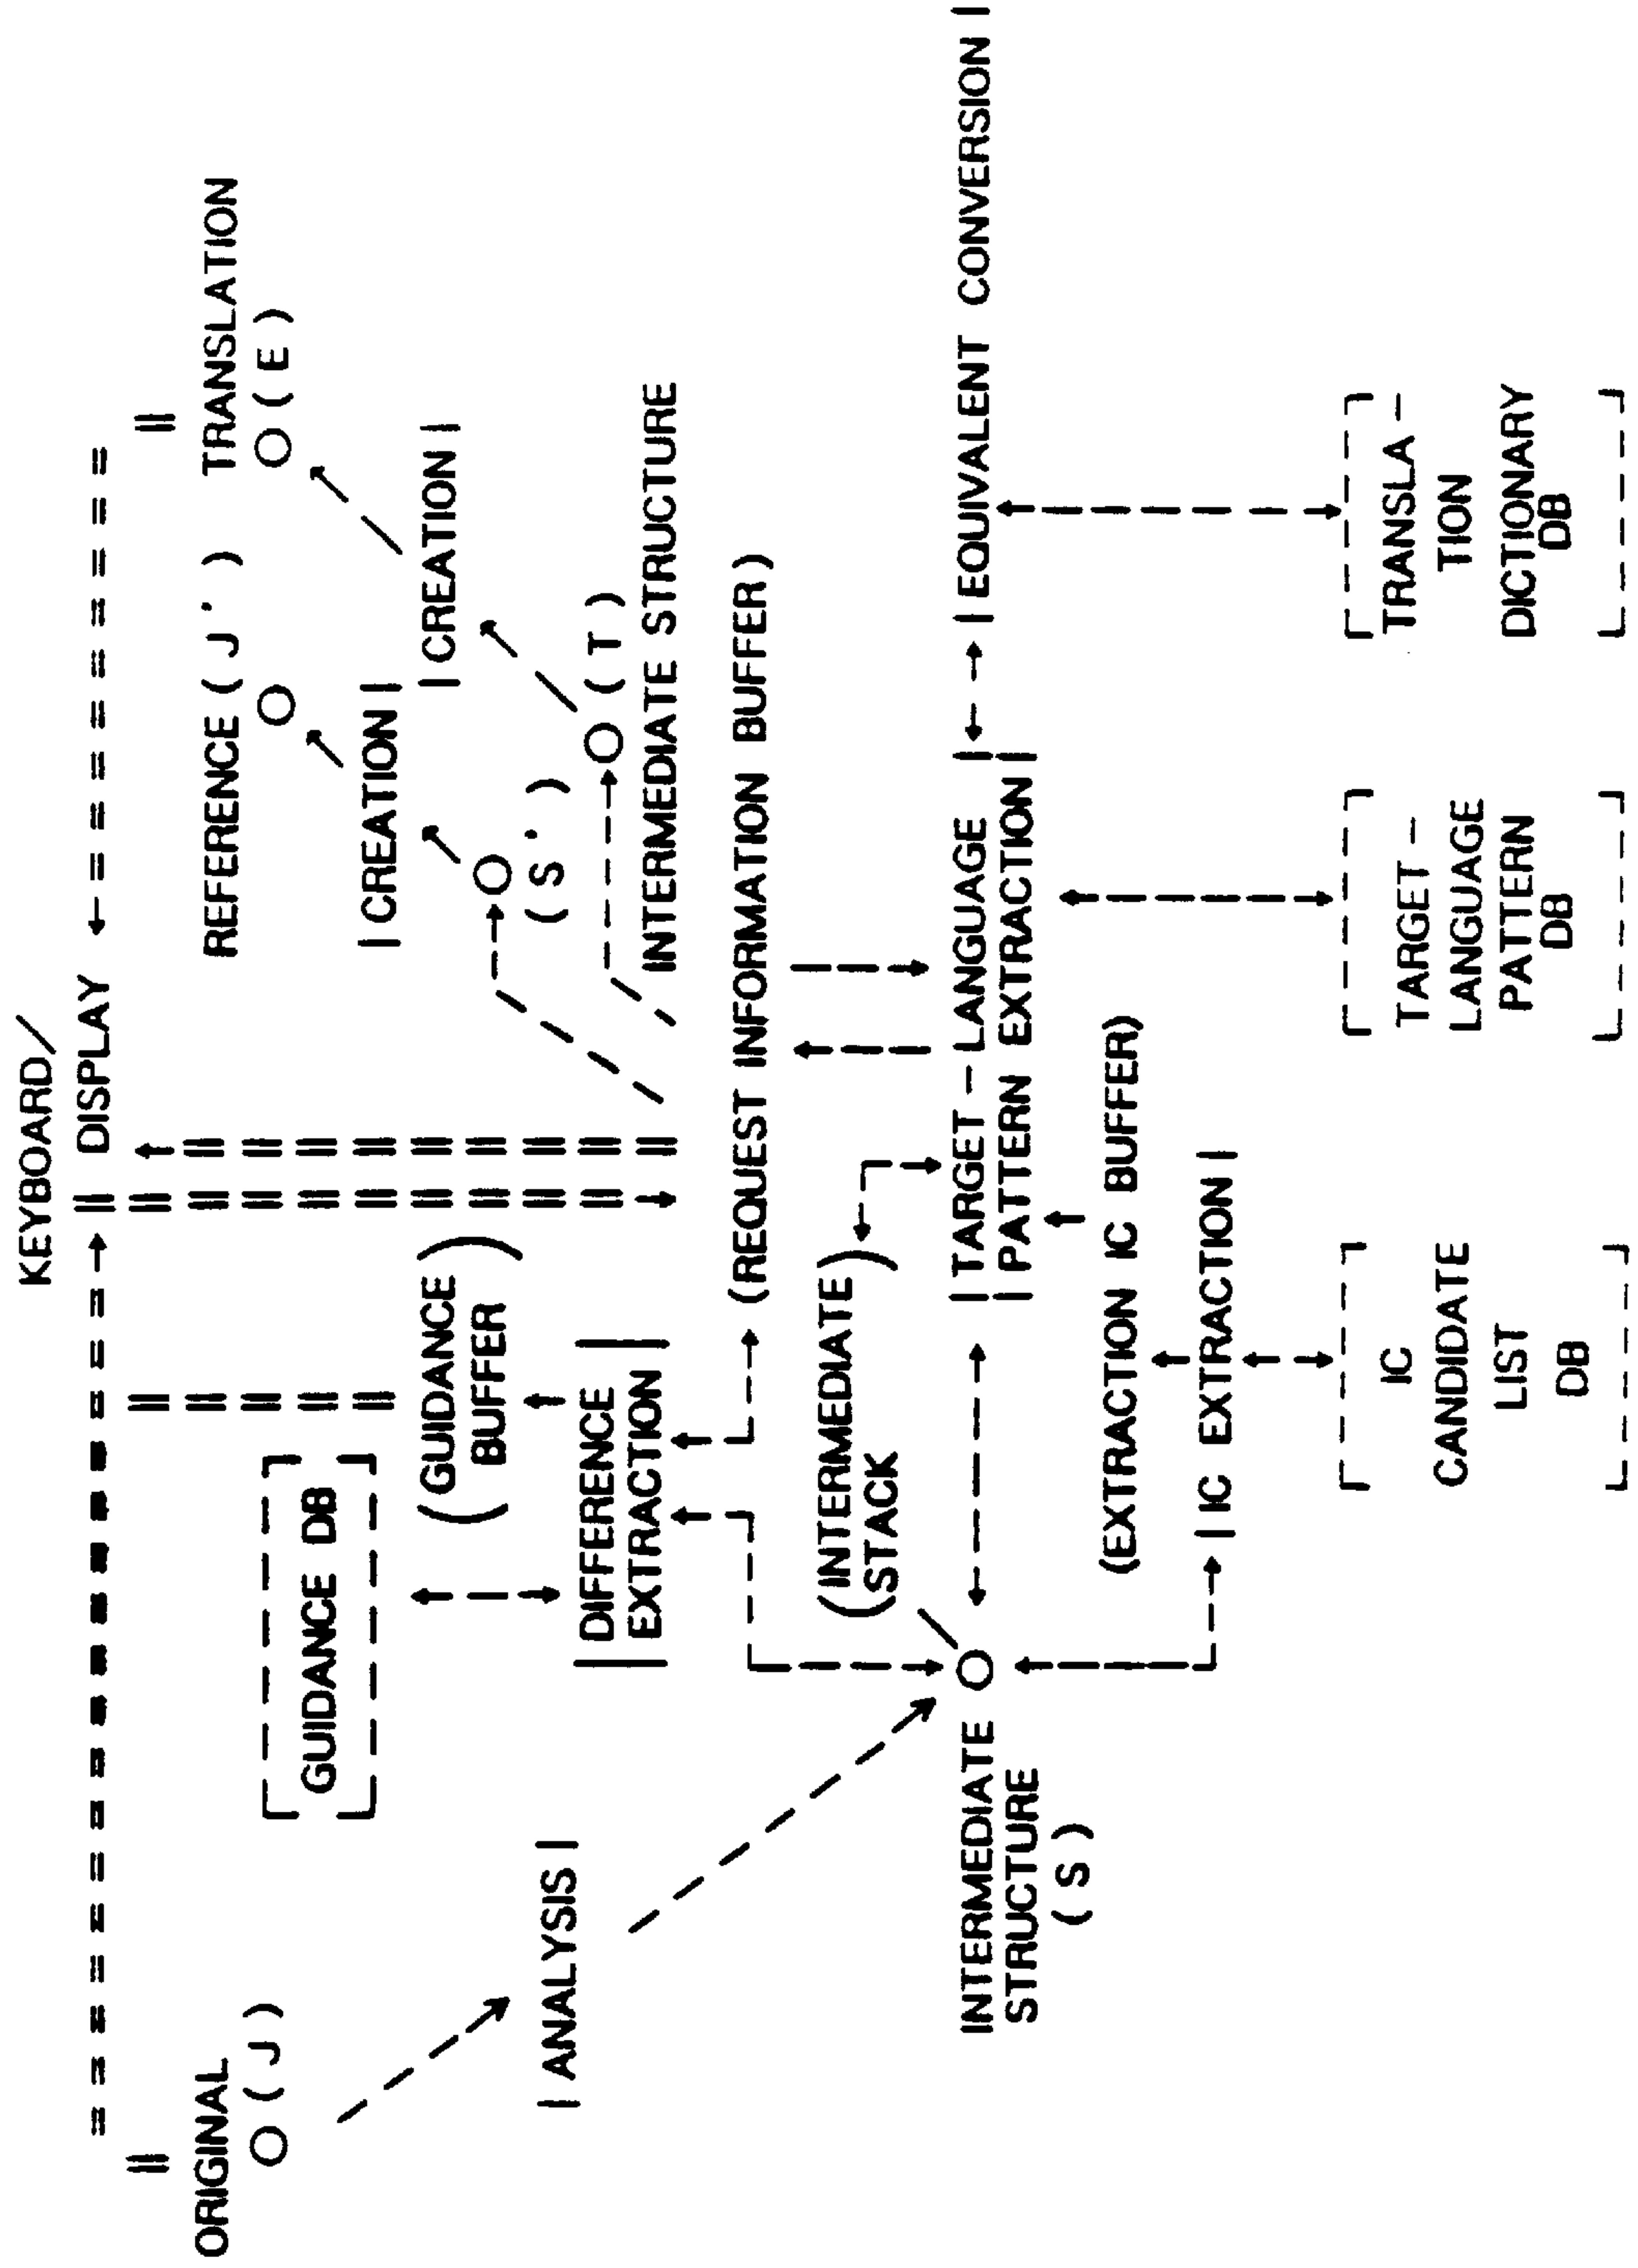 KEYBOARD/
DISPLAY
ORIGINAL
(J)
REFERENCE (J')
TRANSLATION
(E)
[GUIDANCE DB]
|CREATION|
|CREATION|
(GUIDANCE
BUFFER)
|ANALYSIS|
|DIFFERENCE
EXTRACTION|
(S')
(T)
INTERMEDIATE STRUCTURE
(REQUEST INFORMATION BUFFER)
(INTERMEDIATE)
(STACK
INTERMEDIATE
STRUCTURE
(S)
|TARGET-LANGUAGE |
|PATTERN EXTRACTION|
|EQUIVALENT CONVERSION|
(EXTRACTION IC BUFFER)
|IC EXTRACTION|
IC
CANDIDATE
LIST
DB
TARGET-
LANGUAGE
PATTERN
DB
TRANSLA-
TION
DICTIONARY
DB